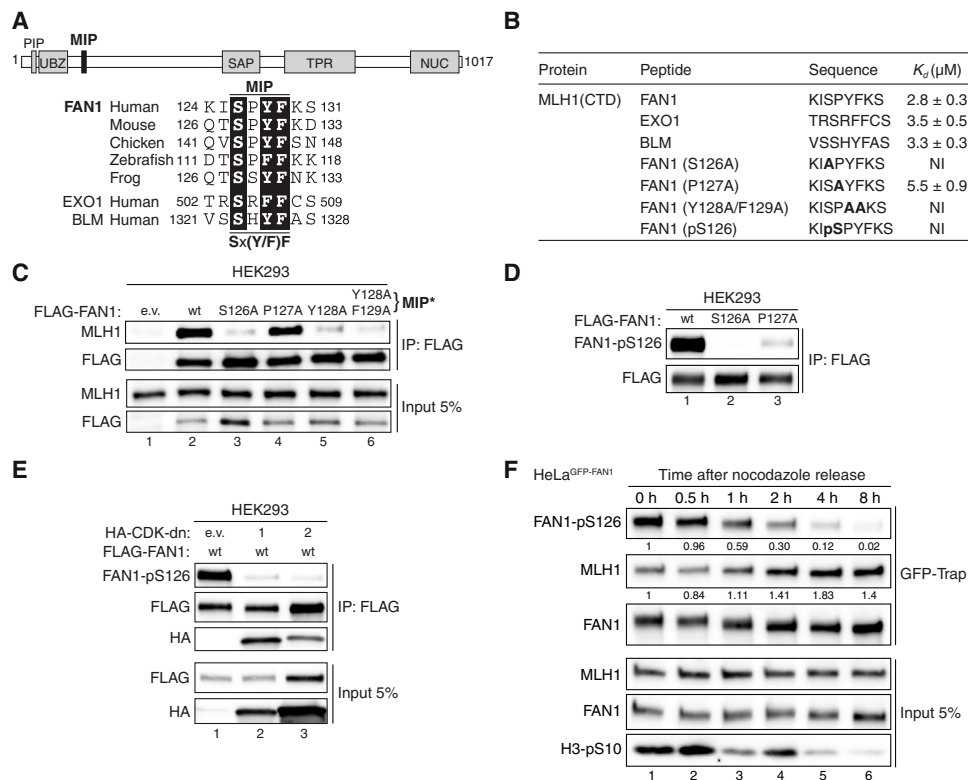 A
PIP
MIP
1
UBZ
SAP
TPR
NUC
1017
MIP
FAN1 Human 124 K I S P Y F K S 131
Mouse 126 Q T S P Y F K D 133
Chicken 141 Q V S P Y F S N 148
Zebrafish 111 D T S P F F K K 118
Frog 126 Q T S S Y F N K 133
EXO1 Human 502 T R S R F F C S 509
BLM Human 1321 V S S H Y F A S 1328
Sx(Y/F)F
B
Protein Peptide Sequence Kd (µM)
MLH1(CTD) FAN1 KISPYFKS 2.8 ± 0.3
EXO1 TRSRFFCS 3.5 ± 0.5
BLM VSSHYFAS 3.3 ± 0.3
FAN1 (S126A) KIAPYFKS NI
FAN1 (P127A) KISAYFKS 5.5 ± 0.9
FAN1 (Y128A/F129A) KISPAAKS NI
FAN1 (pS126) KIpSPYFKS NI
C
HEK293
Y128A
FLAG-FAN1: e.v. wt S126A P127A Y128A F129A } MIP*
MLH1
FLAG
IP: FLAG
MLH1
FLAG
Input 5%
1 2 3 4 5 6
D
HEK293
FLAG-FAN1: wt S126A P127A
FAN1-pS126
FLAG
IP: FLAG
1 2 3
E
HEK293
HA-CDK-dn: e.v. 1 2
FLAG-FAN1: wt wt wt
FAN1-pS126
FLAG
HA
IP: FLAG
FLAG
HA
Input 5%
1 2 3
F
HeLa GFP-FAN1 Time after nocodazole release
0 h 0.5 h 1 h 2 h 4 h 8 h
FAN1-pS126
1 0.96 0.59 0.30 0.12 0.02
MLH1
GFP-Trap
1 0.84 1.11 1.41 1.83 1.4
FAN1
MLH1
FAN1
Input 5%
H3-pS10
1 2 3 4 5 6